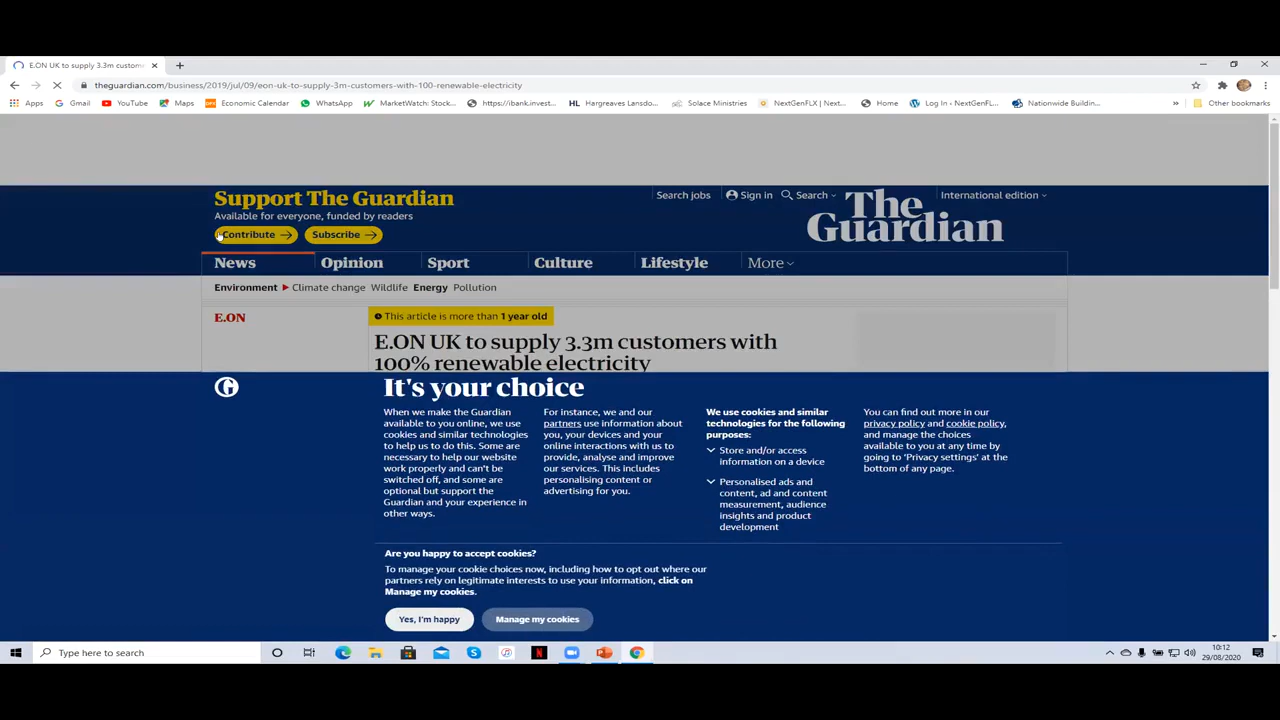 E.ON UK to supply 3.3m custom
theguardian.com/business/2019/jul/09/eon-uk-to-supply-3m-customers-with-100-renewable-electricity
Apps Gmail YouTube Maps Economic Calendar WhatsApp MarketWatch: Stock... https://ibank.invest... Hargreaves Lansdo... Solace Ministries NextGenFLX | Next... Home Log In ‹ NextGenFL... Nationwide Buildin... » Other bookmarks
Support The Guardian
Available for everyone, funded by readers
Contribute → Subscribe →
Search jobs Sign in Search International edition
The
Guardian
News Opinion Sport Culture Lifestyle More
Environment ▶ Climate change Wildlife Energy Pollution
E.ON
This article is more than 1 year old
E.ON UK to supply 3.3m customers with
100% renewable electricity
It's your choice
When we make the Guardian
available to you online, we use
cookies and similar technologies
to help us to do this. Some are
necessary to help our website
work properly and can't be
switched off, and some are
optional but support the
Guardian and your experience in
other ways.
For instance, we and our
partners use information about
you, your devices and your
online interactions with us to
provide, analyse and improve
our services. This includes
personalising content or
advertising for you.
We use cookies and similar
technologies for the following
purposes:
Store and/or access
information on a device
Personalised ads and
content, ad and content
measurement, audience
insights and product
development
You can find out more in our
privacy policy and cookie policy,
and manage the choices
available to you at any time by
going to 'Privacy settings' at the
bottom of any page.
Are you happy to accept cookies?
To manage your cookie choices now, including how to opt out where our
partners rely on legitimate interests to use your information, click on
Manage my cookies.
Yes, I'm happy Manage my cookies
Type here to search
10:12
29/08/2020